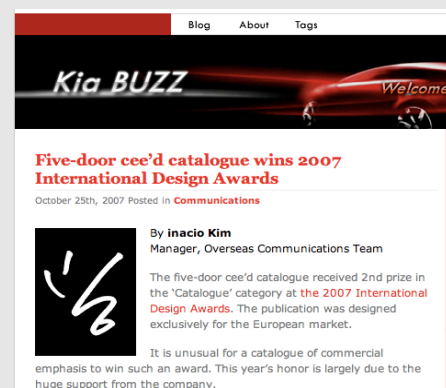 Blog About Tags
Kia BUZZ
Welcome
Five-door cee'd catalogue wins 2007
International Design Awards
October 25th, 2007 Posted in Communications
By inacio Kim
Manager, Overseas Communications Team
The five-door cee'd catalogue received 2nd prize in
the 'Catalogue' category at the 2007 International
Design Awards. The publication was designed
exclusively for the European market.
It is unusual for a catalogue of commercial
emphasis to win such an award. This year's honor is largely due to the
huge support from the company.